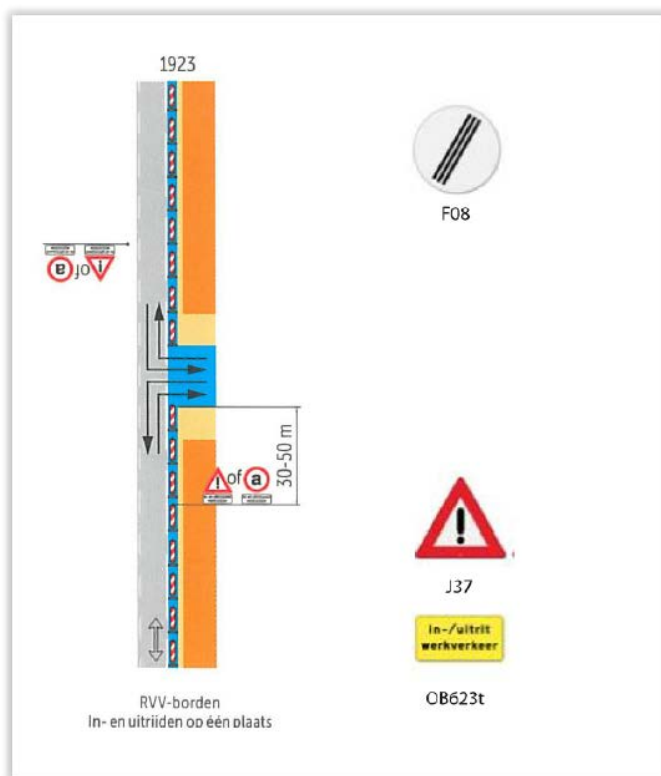 1923
F08
a of
30-50 m
of a
J37
In-/uitrit
werkverkeer
OB623t
RVV-borden
In- en uitrijden op één plaats